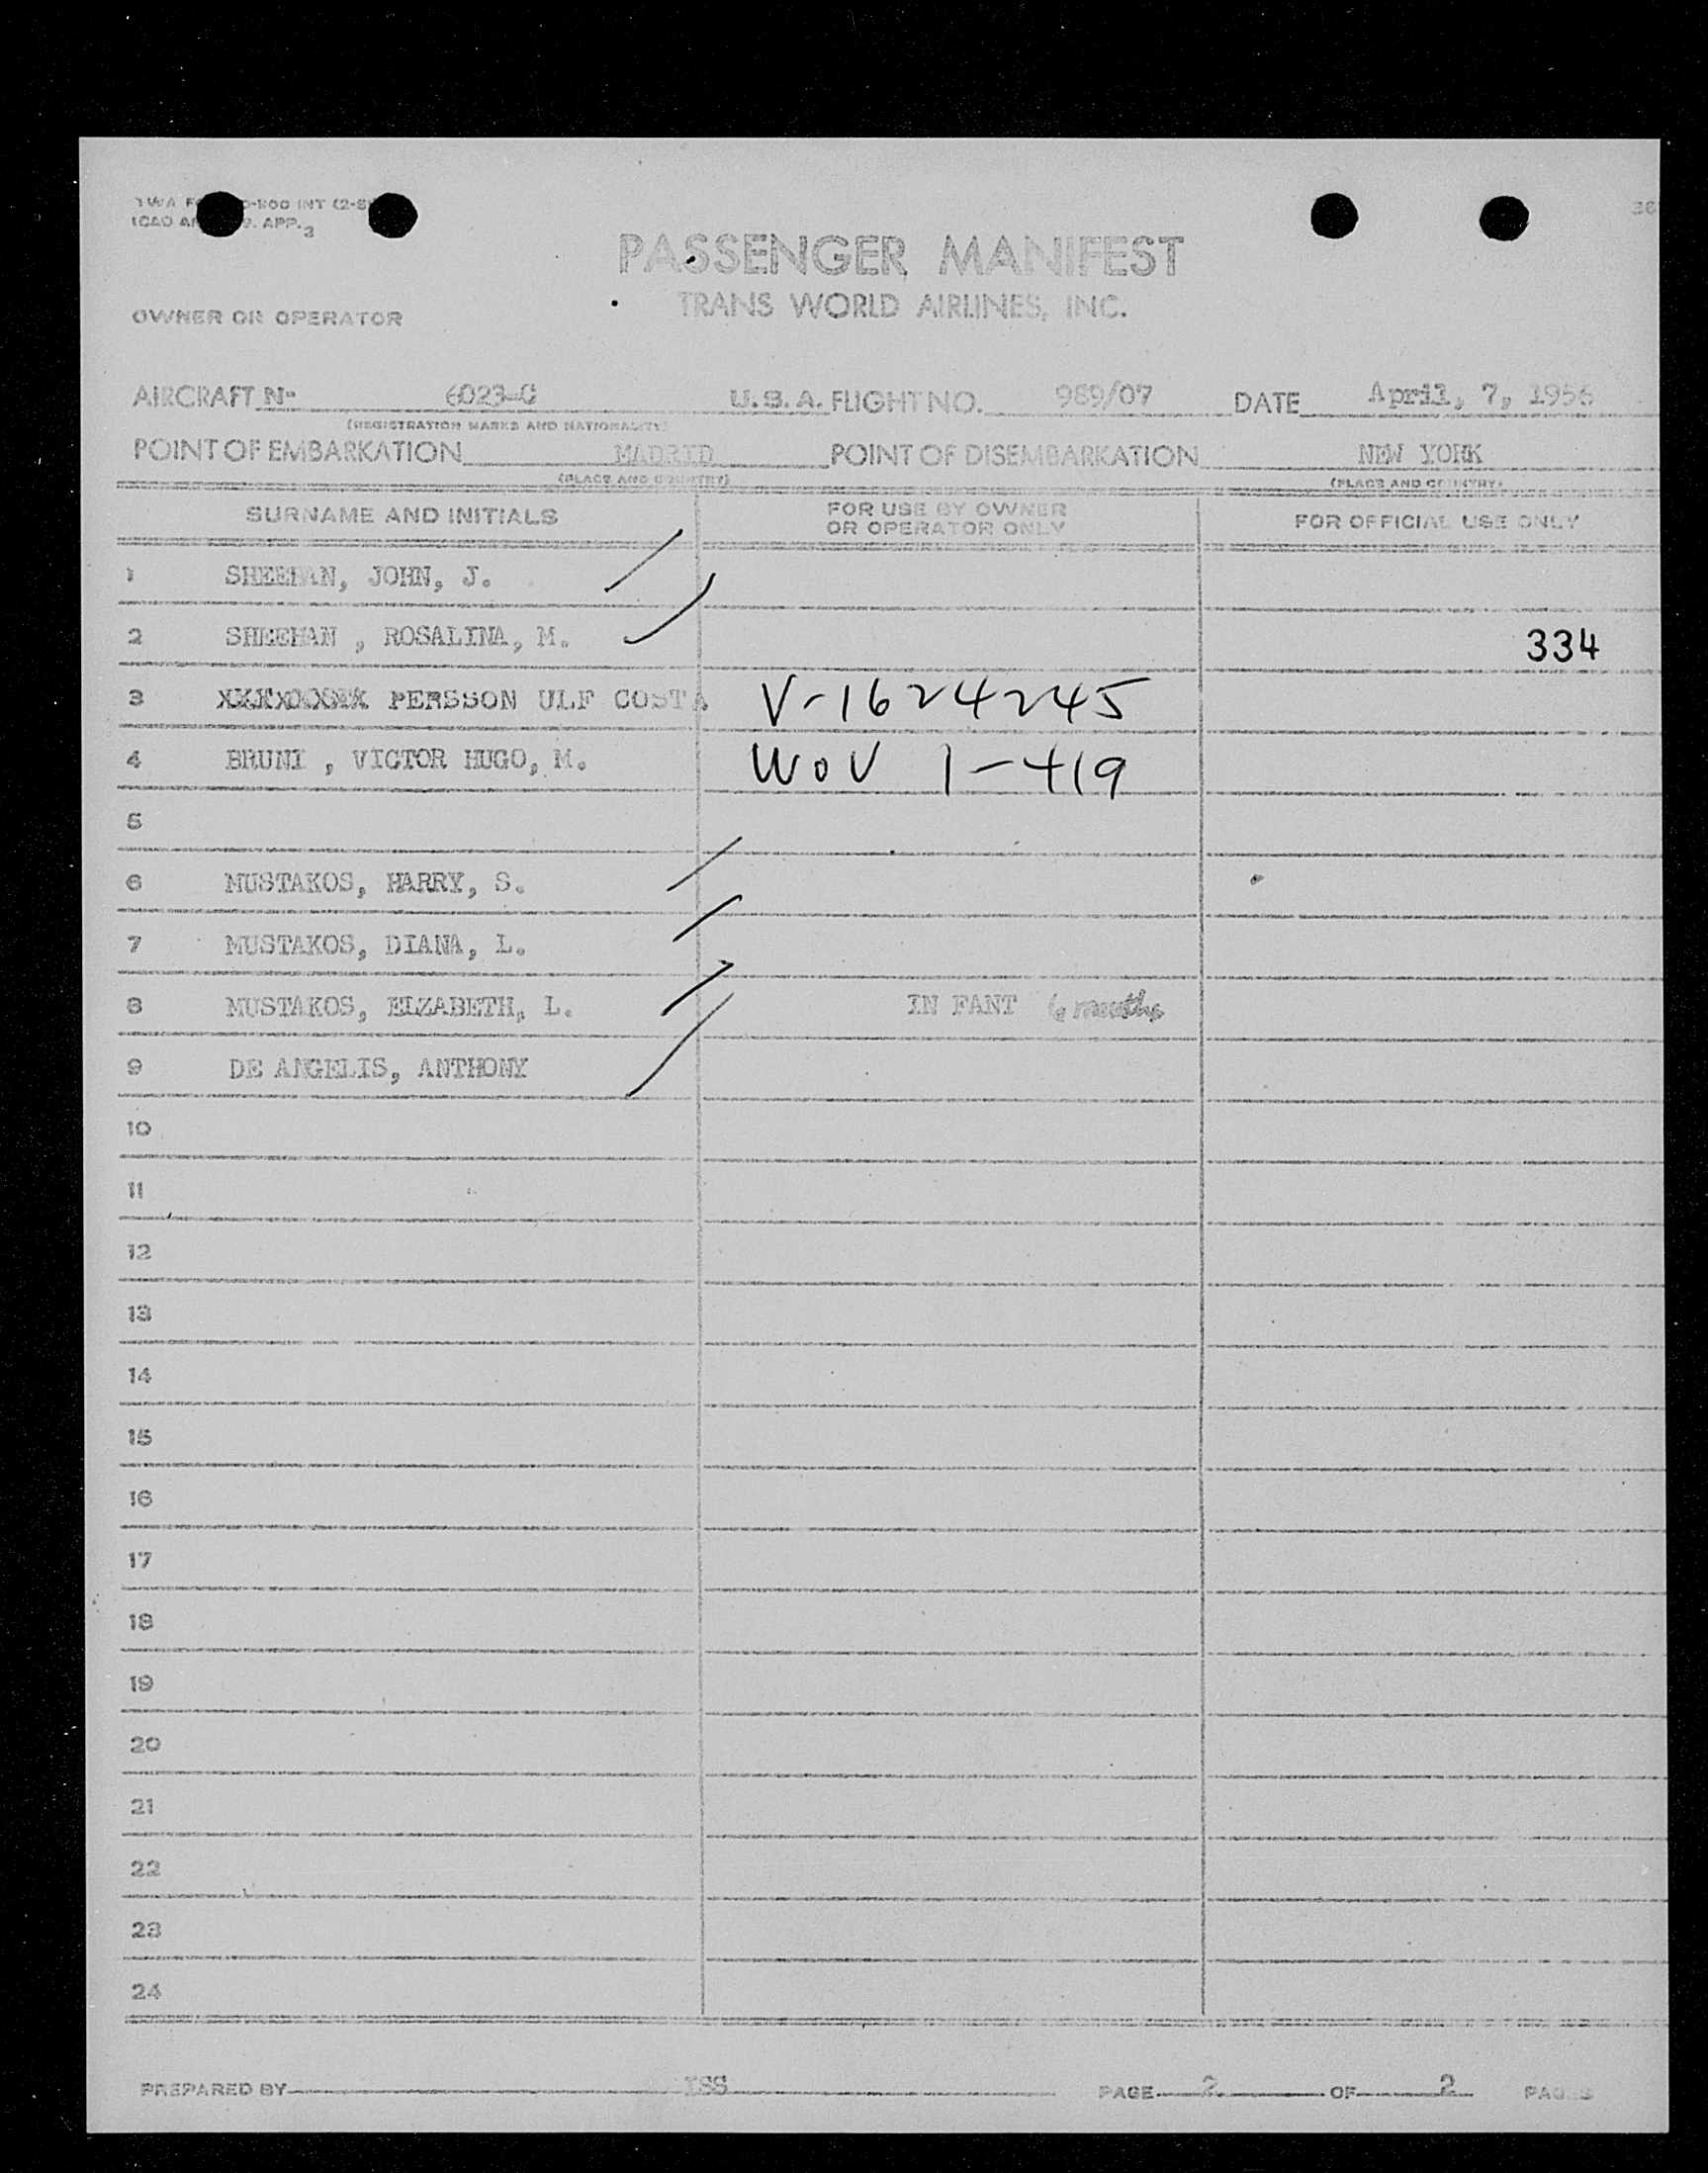 PASSENGER MANIFEST
TRANS WORLD AIRLINES, INC.
OWNER OR OPERATOR
AIRCRAFT Nº 6023-C U.S.A. FLIGHT NO. 989/07 DATE April, 7, 1956
(REGISTRATION MARKS AND NATIONALITY)
POINT OF EMBARKATION MADRID POINT OF DISEMBARKATION NEW YORK
(PLACE AND COUNTRY) (PLACE AND COUNTRY)
SURNAME AND INITIALS FOR USE BY OWNER OR OPERATOR ONLY FOR OFFICIAL USE ONLY
1 SHEEHAN, JOHN, J.
2 SHEEHAN , ROSALINA, M. 334
3 PERSSON ULF COSTA V-1624245
4 BRUNI , VICTOR HUGO, M. WOV 1-419
5
6 MUSTAKOS, HARRY, S.
7 MUSTAKOS, DIANA, L.
8 MUSTAKOS, ELZABETH, L. IN FANT 6 months
9 DE ANGELIS, ANTHONY
10
11
12
13
14
15
16
17
18
19
20
21
22
23
24
PREPARED BY PAGE 2 OF 2 PAGES